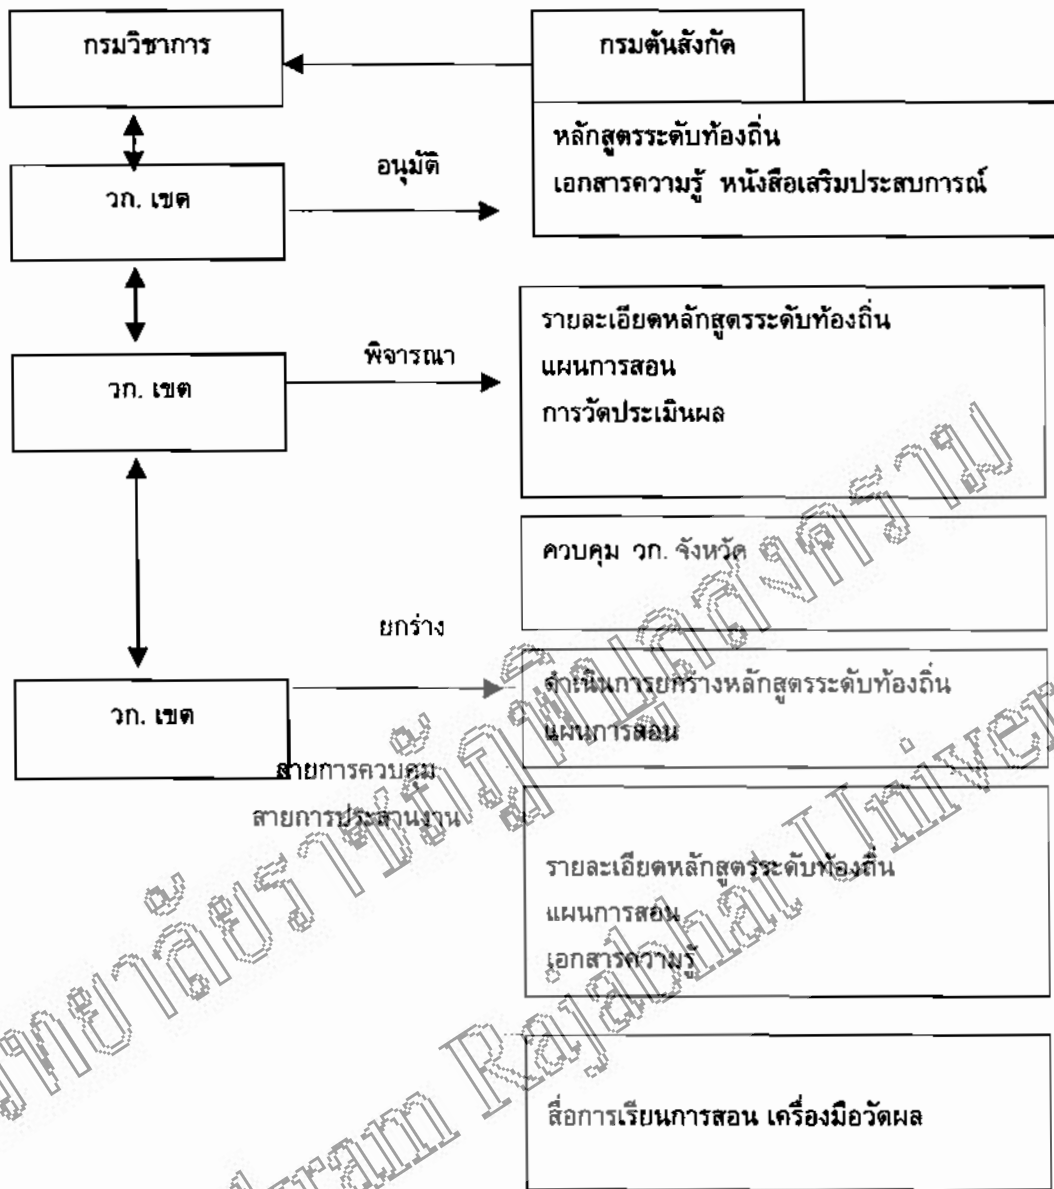 กรมวิชาการ
กรมต้นสังกัด
หลักสูตรระดับท้องถิ่น
เอกสารความรู้ หนังสือเสริมประสบการณ์
อนุมัติ
วก. เขต
รายละเอียดหลักสูตรระดับท้องถิ่น
แผนการสอน
การวัดประเมินผล
พิจารณา
วก. เขต
ควบคุม วก. จังหวัด
ยกร่าง
วก. เขต
ดำเนินการยกร่างหลักสูตรระดับท้องถิ่น
แผนการสอน
สายการควบคุม
สายการประสานงาน
รายละเอียดหลักสูตรระดับท้องถิ่น
แผนการสอน
เอกสารความรู้
สื่อการเรียนการสอน เครื่องมือวัดผล
Rajabhat